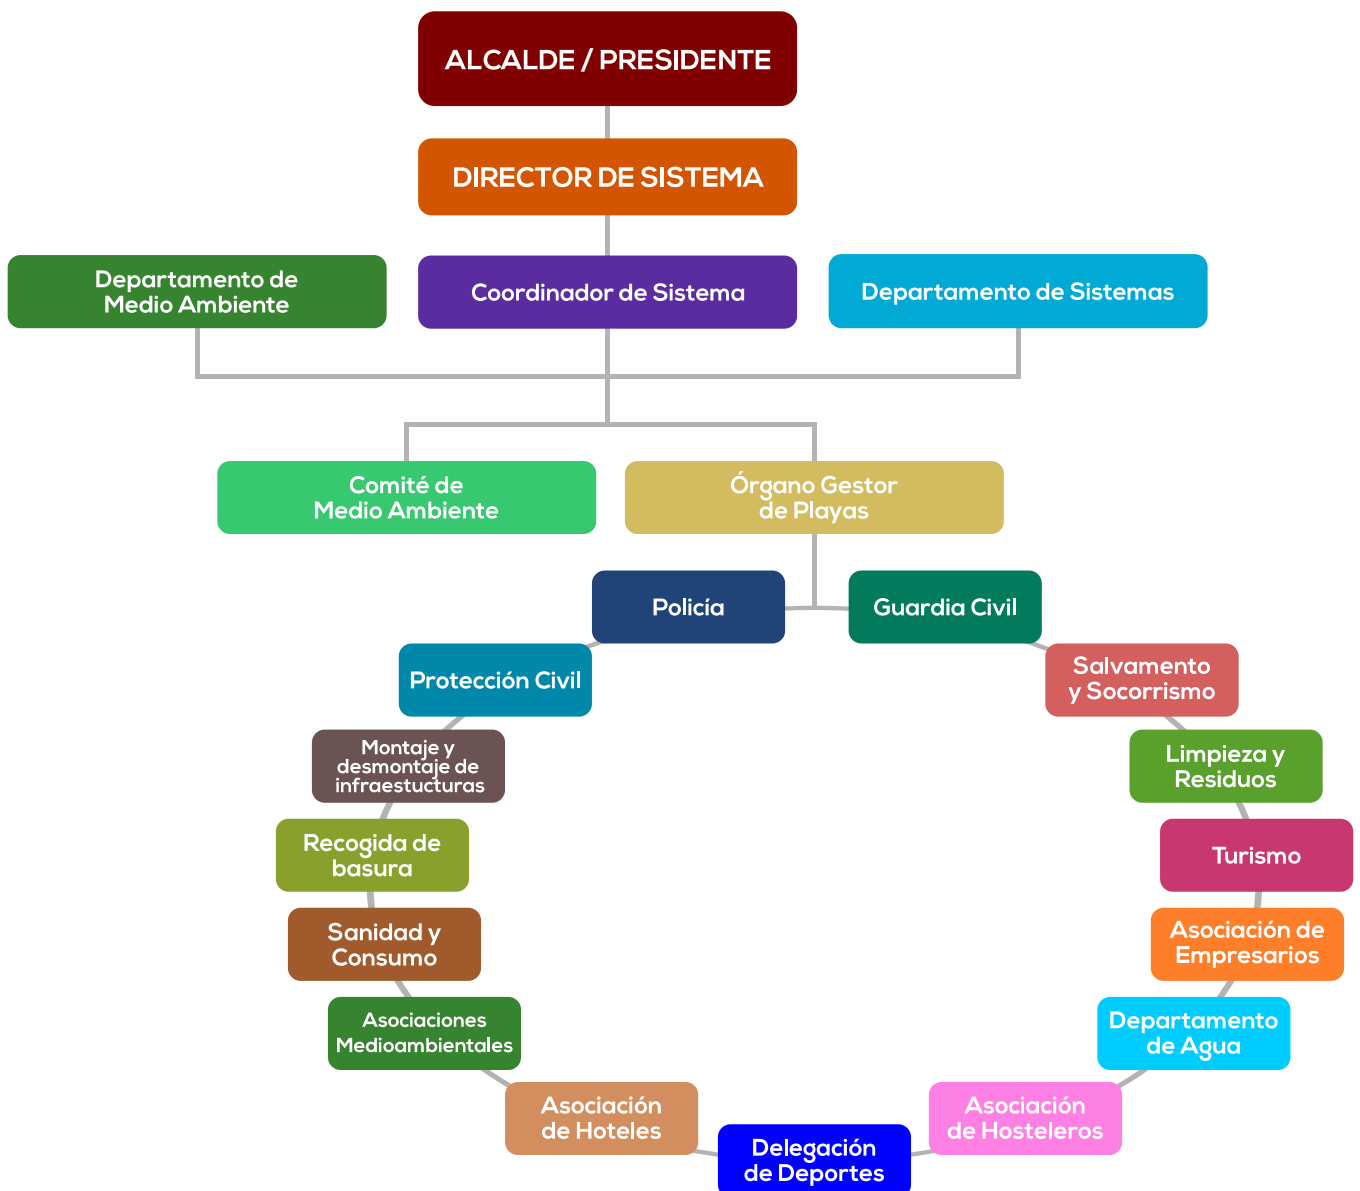 ALCALDE / PRESIDENTE
DIRECTOR DE SISTEMA
Departamento de
Medio Ambiente
Coordinador de Sistema
Departamento de Sistemas
Comité de
Medio Ambiente
Órgano Gestor
de Playas
Policía
Guardia Civil
Protección Civil
Salvamento
y Socorrismo
Montaje y
desmontaje de
infraestucturas
Limpieza y
Residuos
Recogida de
basura
Turismo
Sanidad y
Consumo
Asociación de
Empresarios
Asociaciones
Medioambientales
Departamento
de Agua
Asociación
de Hoteles
Asociación
de Hosteleros
Delegación
de Deportes